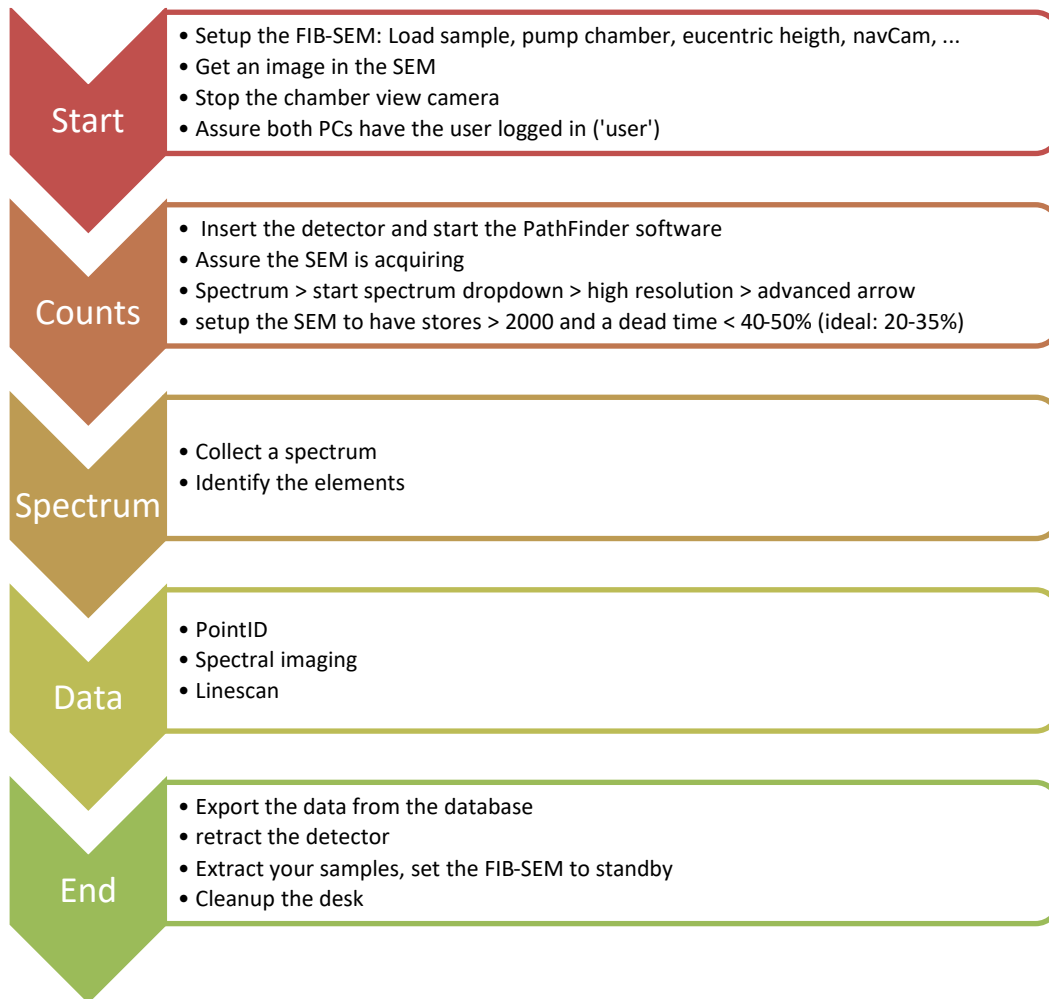 Start
• Setup the FIB-SEM: Load sample, pump chamber, eucentric heigth, navCam, ...
• Get an image in the SEM
• Stop the chamber view camera
• Assure both PCs have the user logged in ('user')
Counts
• Insert the detector and start the PathFinder software
• Assure the SEM is acquiring
• Spectrum > start spectrum dropdown > high resolution > advanced arrow
• setup the SEM to have stores > 2000 and a dead time < 40-50% (ideal: 20-35%)
Spectrum
• Collect a spectrum
• Identify the elements
Data
• PointID
• Spectral imaging
• Linescan
End
• Export the data from the database
• retract the detector
• Extract your samples, set the FIB-SEM to standby
• Cleanup the desk